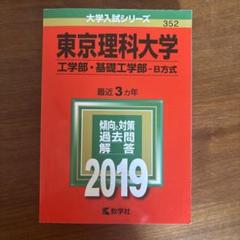 大学入試シリーズ
352
東京理科大学
工学部・基礎工学部-B方式
最近3カ年
傾向と対策
過去問
解答
2019
教学社